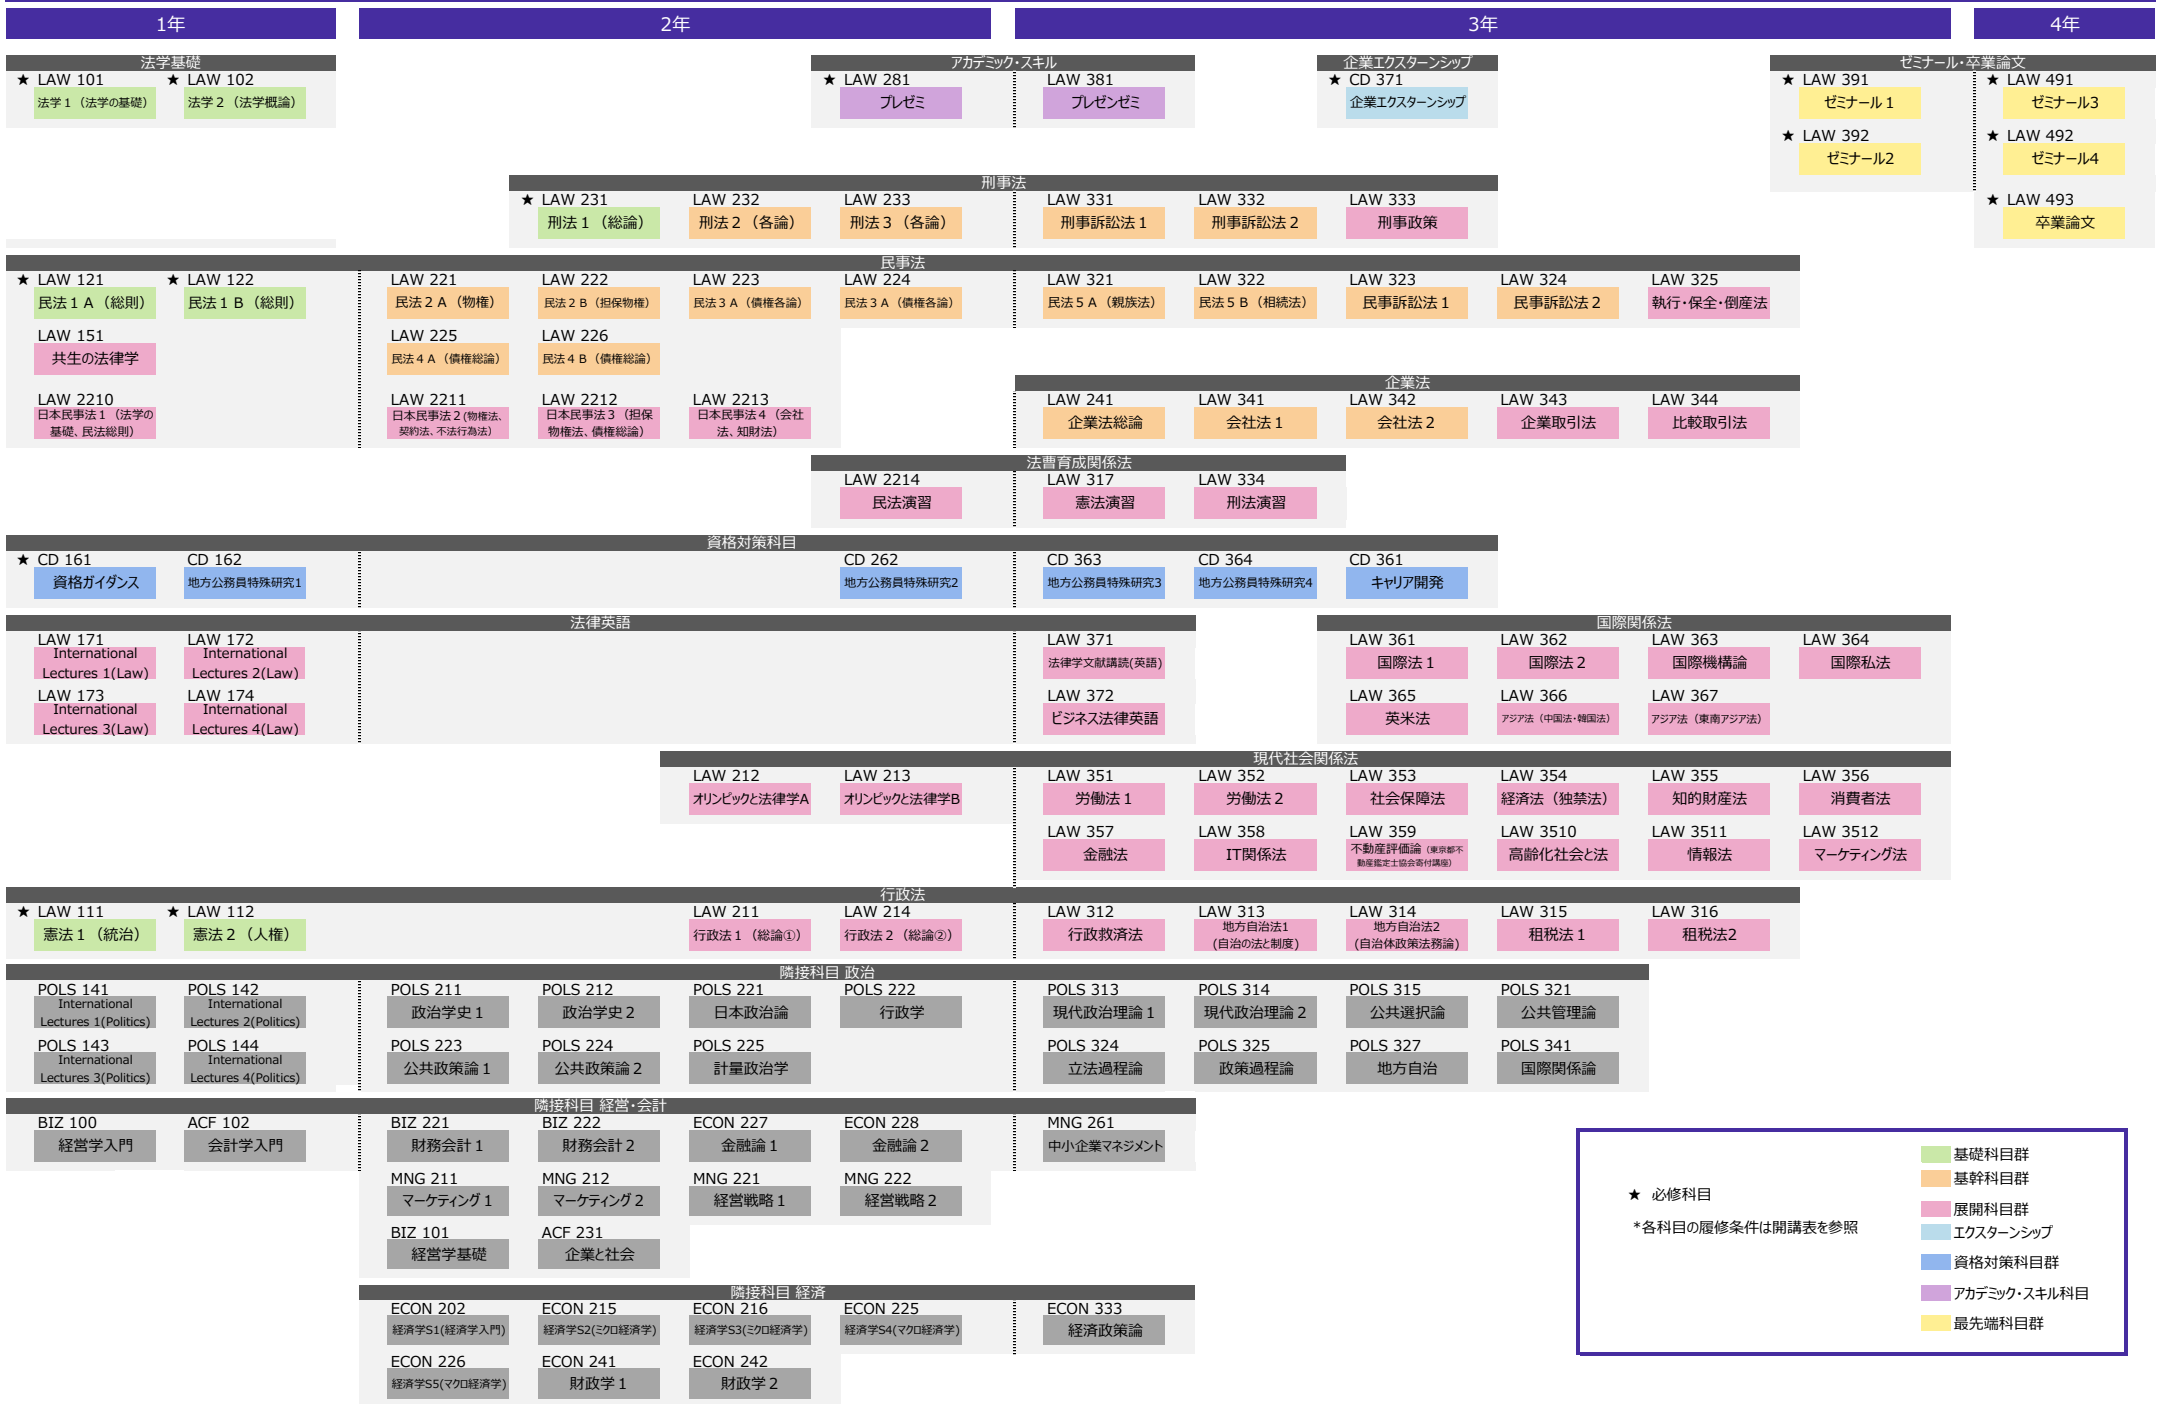 1年
2年
3年
4年
法学基礎
アカデミック・スキル
企業エクスターンシップ
ゼミナール・卒業論文
★ LAW 101 ★ LAW 102
法学１（法学の基礎） 法学２（法学概論）
★ LAW 281 LAW 381
プレゼミ プレゼンゼミ
★ CD 371
企業エクスターンシップ
★ LAW 391 ★ LAW 491
ゼミナール１ ゼミナール3
★ LAW 392 ★ LAW 492
ゼミナール2 ゼミナール4
★ LAW 493
卒業論文
刑事法
★ LAW 231 LAW 232 LAW 233 LAW 331 LAW 332 LAW 333
刑法１（総論） 刑法２（各論） 刑法３（各論） 刑事訴訟法１ 刑事訴訟法２ 刑事政策
民事法
★ LAW 121 ★ LAW 122 LAW 221 LAW 222 LAW 223 LAW 224 LAW 321 LAW 322 LAW 323 LAW 324 LAW 325
民法１A（総則） 民法１B（総則） 民法２A（物権） 民法２B（担保物権） 民法３A（債権各論） 民法３A（債権各論） 民法５A（親族法） 民法５B（相続法） 民事訴訟法１ 民事訴訟法２ 執行・保全・倒産法
LAW 151 LAW 225 LAW 226
共生の法律学 民法４A（債権総論） 民法４B（債権総論）
LAW 2210 LAW 2211 LAW 2212 LAW 2213
日本民事法１（法学の 日本民事法２(物権法、 日本民事法３（担保 日本民事法４（会社
基礎、民法総則） 契約法、不法行為法） 物権法、債権総論） 法、知財法）
企業法
LAW 241 LAW 341 LAW 342 LAW 343 LAW 344
企業法総論 会社法１ 会社法２ 企業取引法 比較取引法
法曹育成関係法
LAW 2214 LAW 317 LAW 334
民法演習 憲法演習 刑法演習
資格対策科目
★ CD 161 CD 162 CD 262 CD 363 CD 364 CD 361
資格ガイダンス 地方公務員特殊研究1 地方公務員特殊研究2 地方公務員特殊研究3 地方公務員特殊研究4 キャリア開発
法律英語
国際関係法
LAW 171 LAW 172 LAW 371 LAW 361 LAW 362 LAW 363 LAW 364
International International
Lectures 1(Law) Lectures 2(Law) 法律学文献講読(英語) 国際法１ 国際法２ 国際機構論 国際私法
LAW 173 LAW 174 LAW 372 LAW 365 LAW 366 LAW 367
International International
Lectures 3(Law) Lectures 4(Law) ビジネス法律英語 英米法 アジア法（中国法・韓国法） アジア法（東南アジア法）
現代社会関係法
LAW 212 LAW 213 LAW 351 LAW 352 LAW 353 LAW 354 LAW 355 LAW 356
オリンピックと法律学A オリンピックと法律学B 労働法１ 労働法２ 社会保障法 経済法（独禁法） 知的財産法 消費者法
LAW 357 LAW 358 LAW 359 LAW 3510 LAW 3511 LAW 3512
金融法 IT関係法 不動産評価論（東京都不 高齢化社会と法 情報法 マーケティング法
動産鑑定士協会寄付講座）
行政法
★ LAW 111 ★ LAW 112 LAW 211 LAW 214 LAW 312 LAW 313 LAW 314 LAW 315 LAW 316
憲法１（統治） 憲法２（人権） 行政法１（総論①） 行政法２（総論②） 行政救済法 地方自治法1 地方自治法2 租税法１ 租税法2
(自治の法と制度) (自治体政策法務論)
隣接科目 政治
POLS 141 POLS 142 POLS 211 POLS 212 POLS 221 POLS 222 POLS 313 POLS 314 POLS 315 POLS 321
International International
Lectures 1(Politics) Lectures 2(Politics) 政治学史１ 政治学史２ 日本政治論 行政学 現代政治理論１ 現代政治理論２ 公共選択論 公共管理論
POLS 143 POLS 144 POLS 223 POLS 224 POLS 225 POLS 324 POLS 325 POLS 327 POLS 341
International International
Lectures 3(Politics) Lectures 4(Politics) 公共政策論１ 公共政策論２ 計量政治学 立法過程論 政策過程論 地方自治 国際関係論
隣接科目 経営・会計
BIZ 100 ACF 102 BIZ 221 BIZ 222 ECON 227 ECON 228 MNG 261
経営学入門 会計学入門 財務会計１ 財務会計２ 金融論１ 金融論２ 中小企業マネジメント
MNG 211 MNG 212 MNG 221 MNG 222
マーケティング１ マーケティング２ 経営戦略１ 経営戦略２
BIZ 101 ACF 231
経営学基礎 企業と社会
隣接科目 経済
ECON 202 ECON 215 ECON 216 ECON 225 ECON 333
経済学S1(経済学入門) 経済学S2(ミクロ経済学) 経済学S3(ミクロ経済学) 経済学S4(マクロ経済学) 経済政策論
ECON 226 ECON 241 ECON 242
経済学S5(マクロ経済学) 財政学１ 財政学２
★ 必修科目
*各科目の履修条件は開講表を参照
基礎科目群
基幹科目群
展開科目群
エクスターンシップ
資格対策科目群
アカデミック・スキル科目
最先端科目群